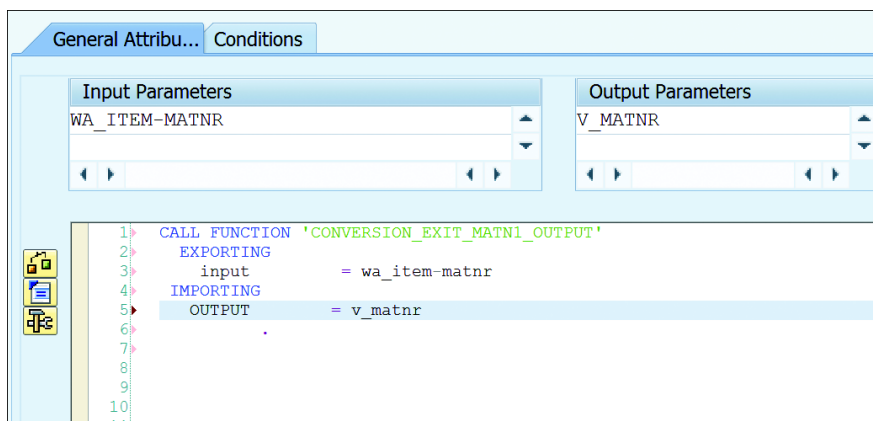 General Attribu... Conditions
Input Parameters
WA_ITEM-MATNR
Output Parameters
V_MATNR
1 CALL FUNCTION 'CONVERSION_EXIT_MATN1_OUTPUT'
2 EXPORTING
3 input = wa_item-matnr
4 IMPORTING
5 OUTPUT = v_matnr
6 .
7
8
9
10